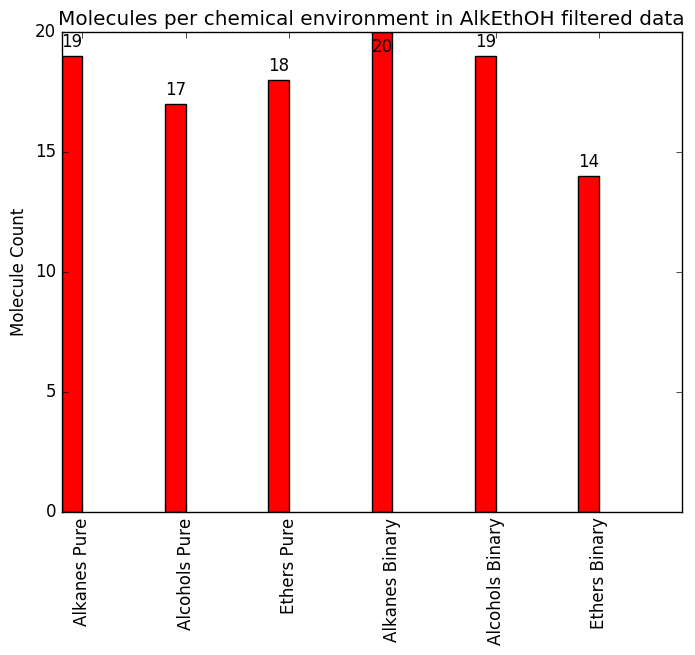 Molecules per chemical environment in AlkEthOH filtered data
20
15
10
5
0
Molecule Count
19
17
18
20
19
14
Alkanes Pure
Alcohols Pure
Ethers Pure
Alkanes Binary
Alcohols Binary
Ethers Binary